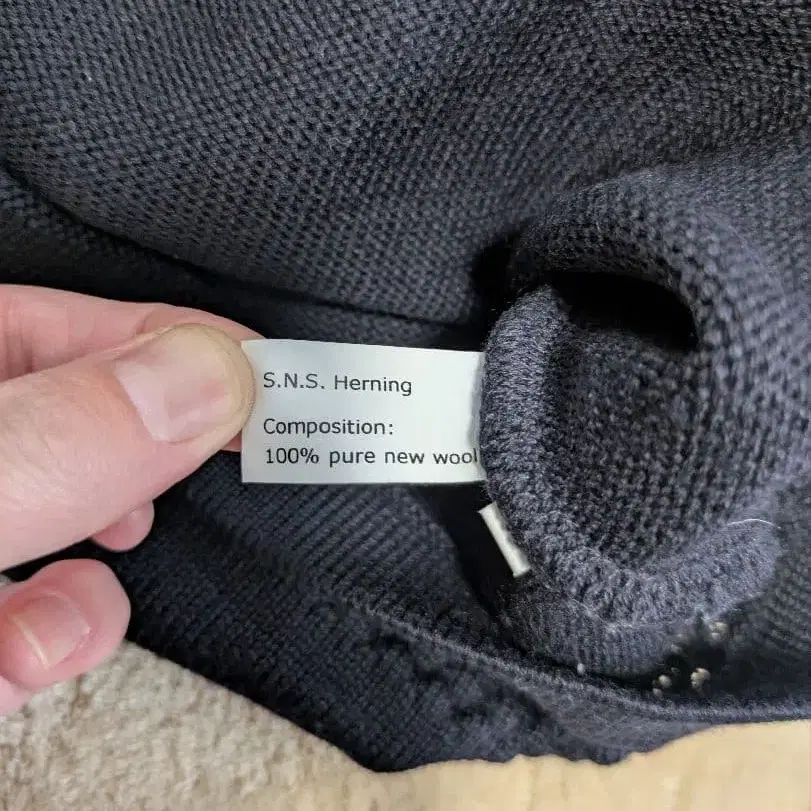 S.N.S. Herning
Composition:
100% pure new wool